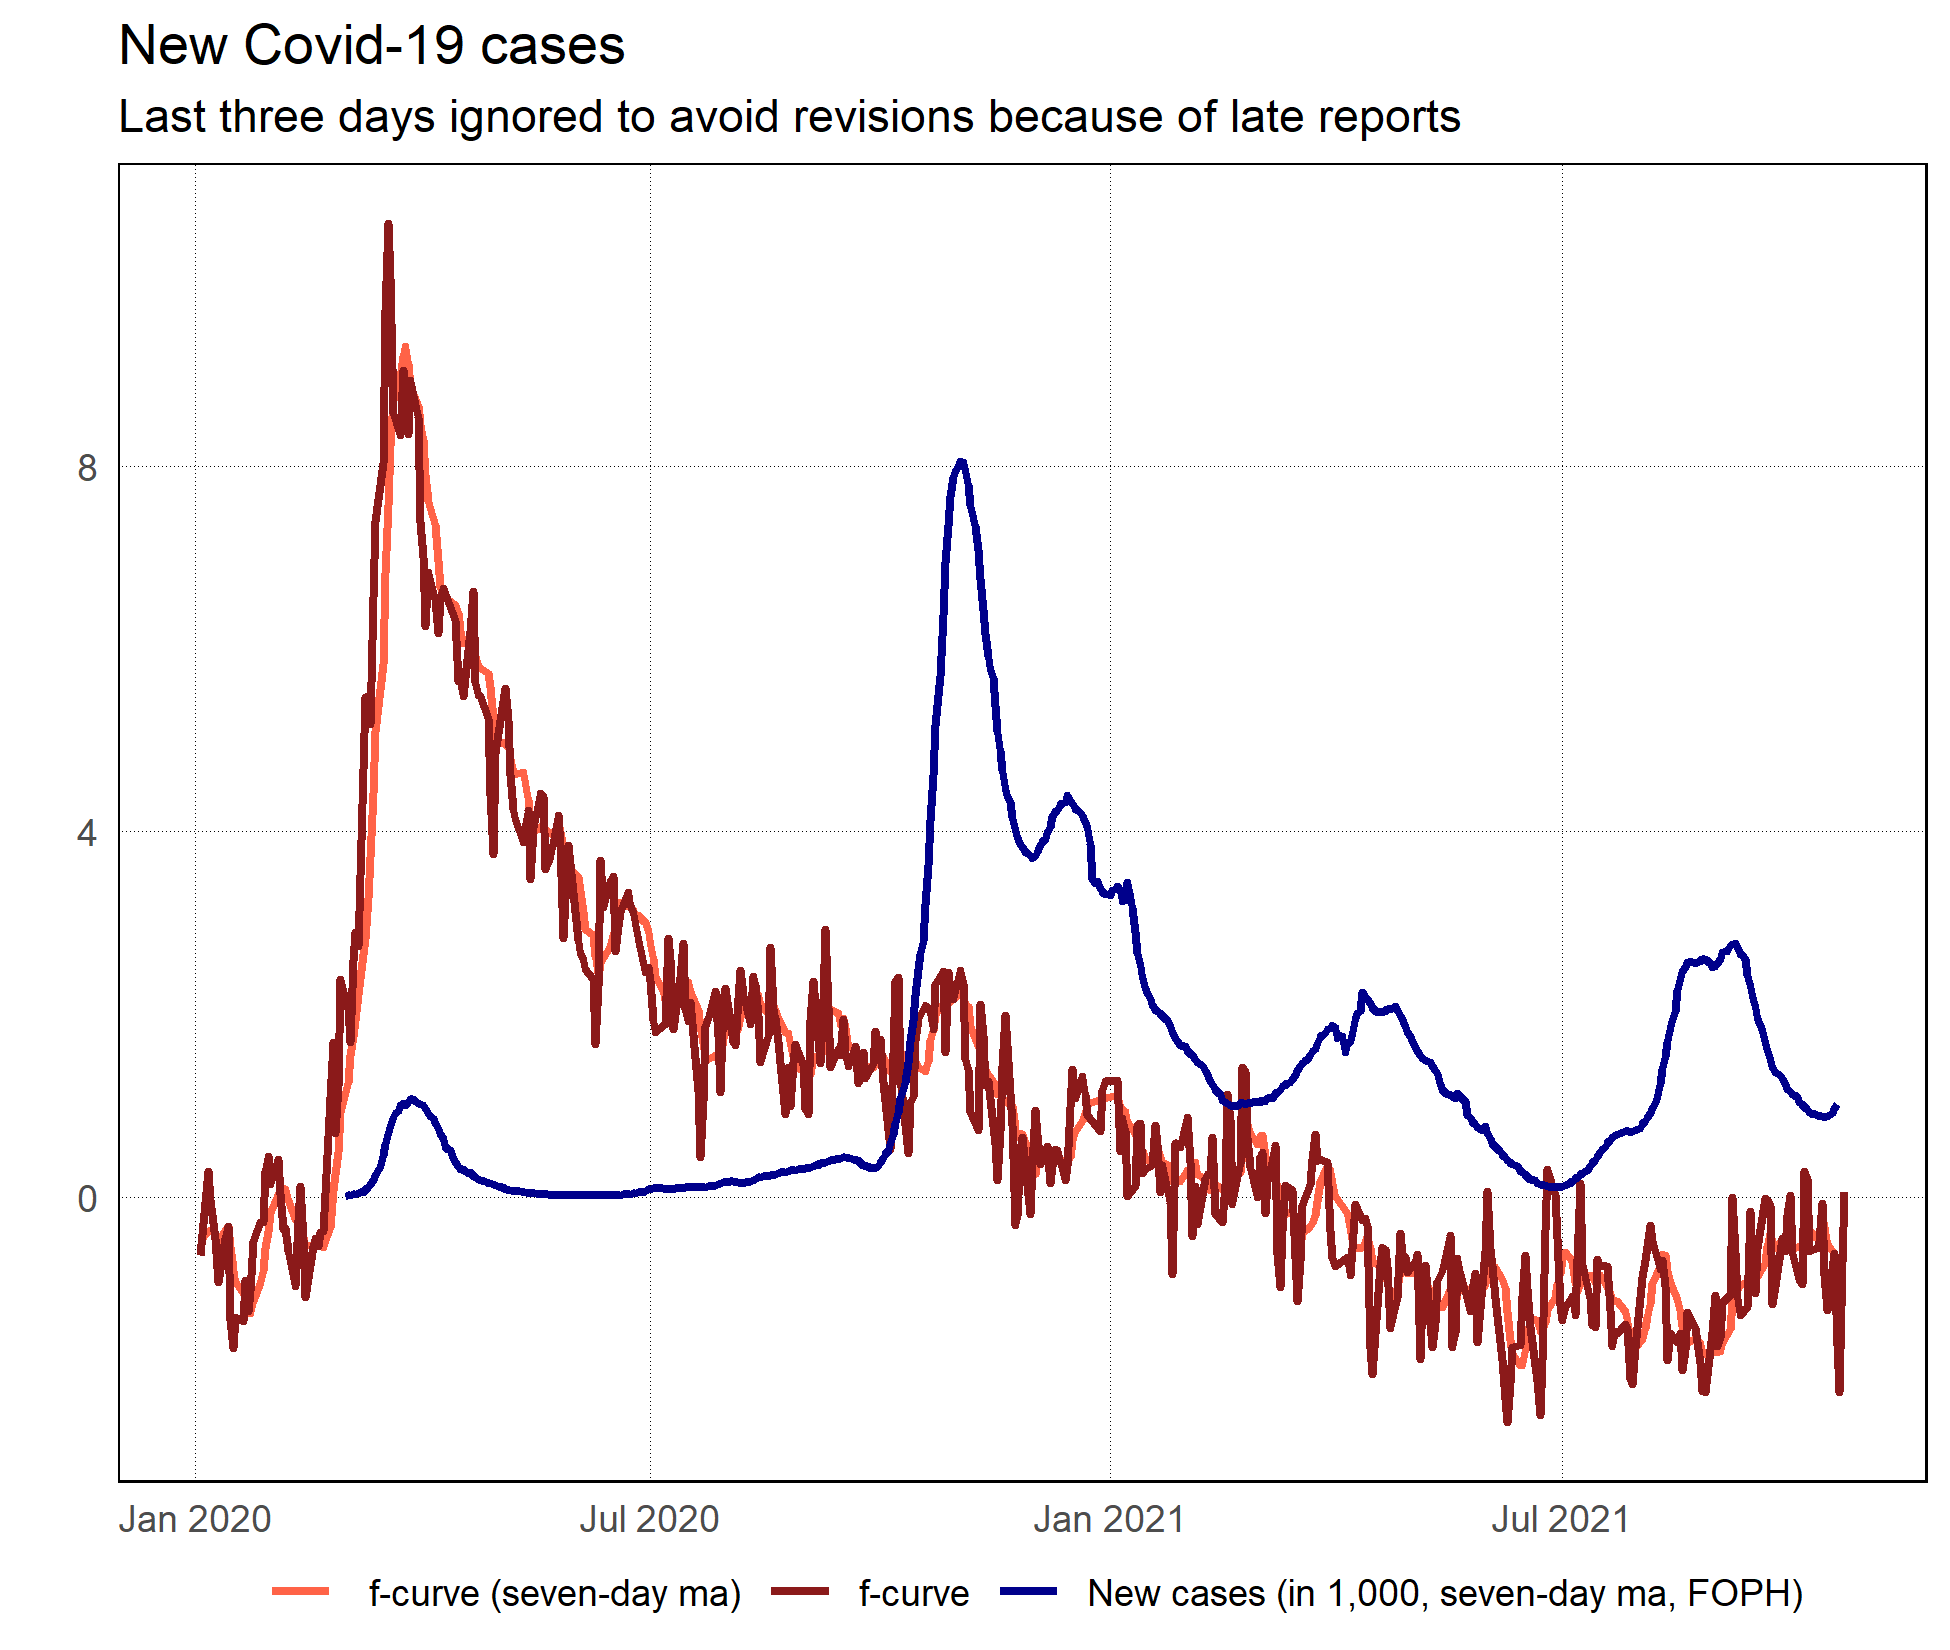 New Covid-19 cases
Last three days ignored to avoid revisions because of late reports
8
4
0
Jan 2020 Jul 2020 Jan 2021 Jul 2021
f-curve (seven-day ma) f-curve New cases (in 1,000, seven-day ma, FOPH)